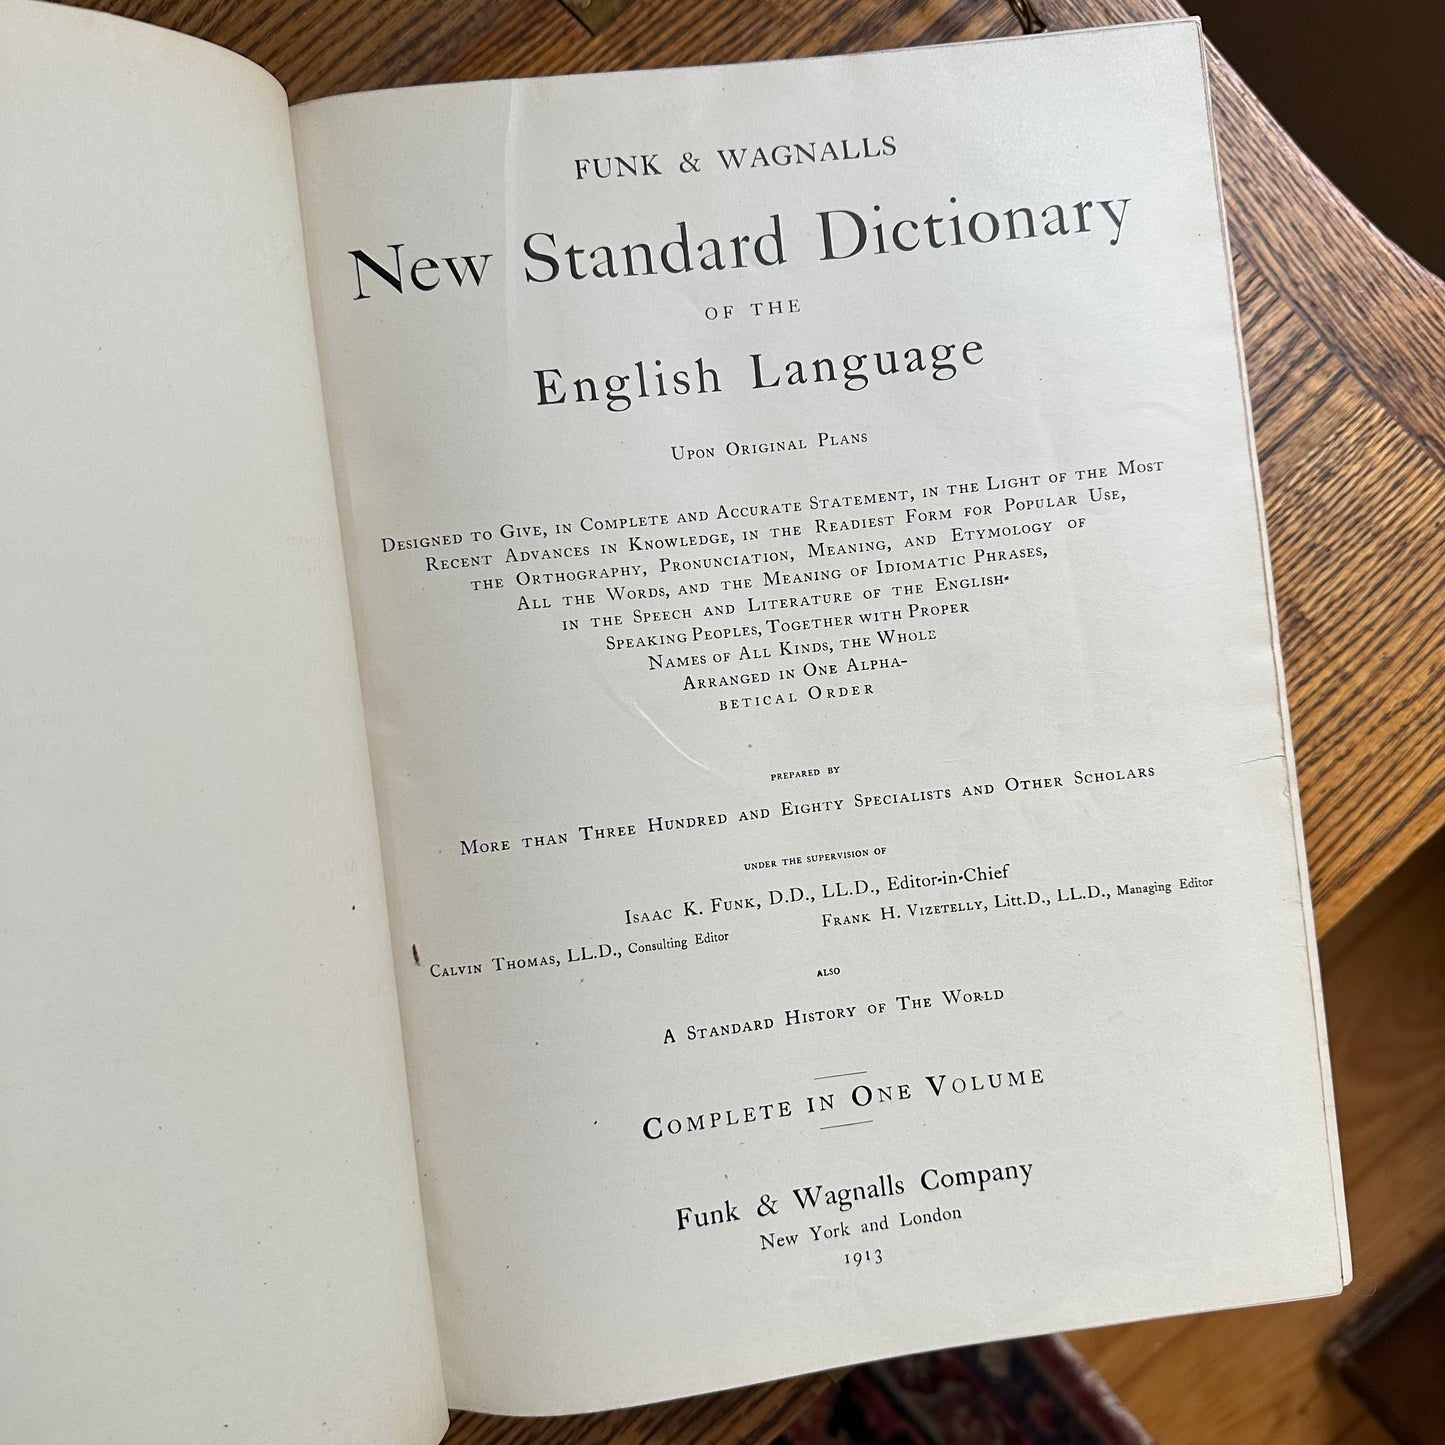 FUNK & WAGNALLS
New Standard Dictionary
OF THE
English Language
UPON ORIGINAL PLANS
DESIGNED TO GIVE, IN COMPLETE AND ACCURATE STATEMENT, IN THE LIGHT OF THE MOST
RECENT ADVANCES IN KNOWLEDGE, IN THE READIEST FORM FOR POPULAR USE,
THE ORTHOGRAPHY, PRONUNCIATION, MEANING, AND ETYMOLOGY OF
ALL THE WORDS, AND THE MEANING OF IDIOMATIC PHRASES,
IN THE SPEECH AND LITERATURE OF THE ENGLISH-
SPEAKING PEOPLES, TOGETHER WITH PROPER
NAMES OF ALL KINDS, THE WHOLE
ARRANGED IN ONE ALPHA-
BETICAL ORDER
PREPARED BY
MORE THAN THREE HUNDRED AND EIGHTY SPECIALISTS AND OTHER SCHOLARS
UNDER THE SUPERVISION OF
ISAAC K. FUNK, D.D., LL.D., Editor-in-Chief
CALVIN THOMAS, LL.D., Consulting Editor FRANK H. VIZETELLY, Litt.D., LL.D., Managing Editor
ALSO
A STANDARD HISTORY OF THE WORLD
COMPLETE IN ONE VOLUME
Funk & Wagnalls Company
New York and London
1913